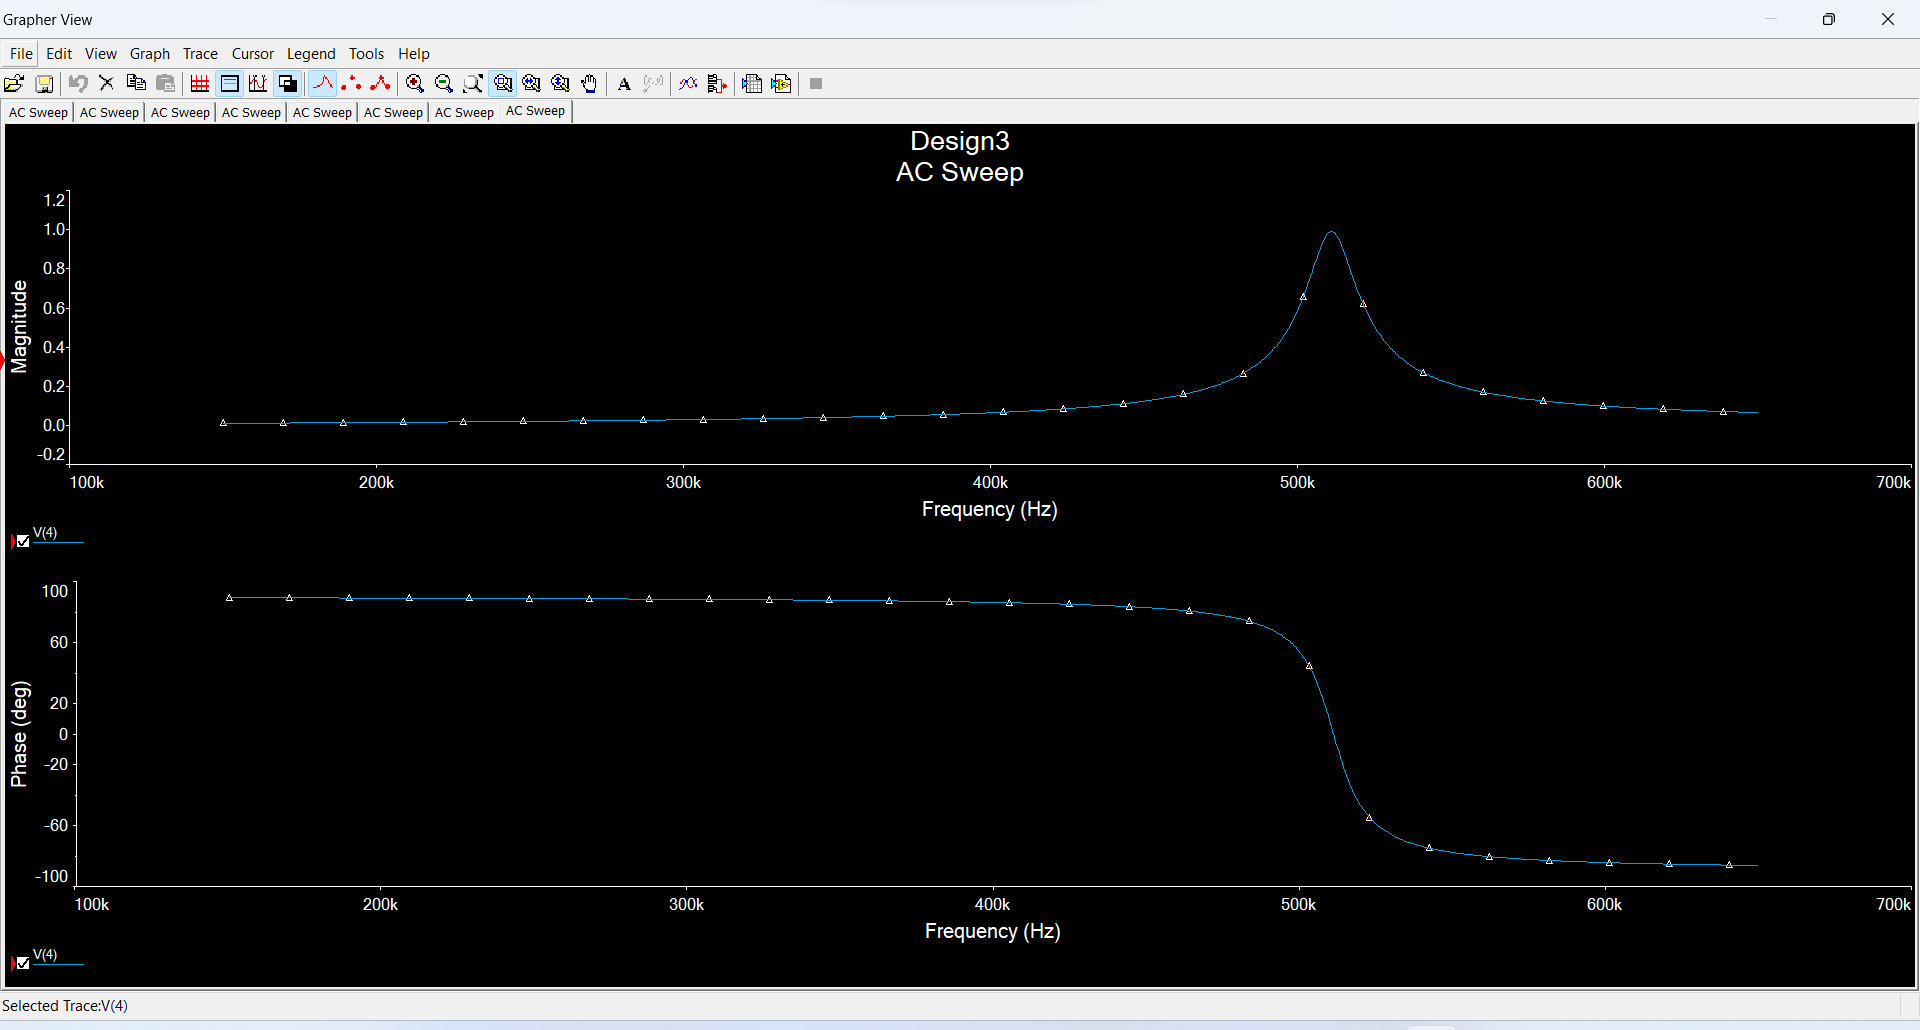 Grapher View
File Edit View Graph Trace Cursor Legend Tools Help
AC Sweep AC Sweep AC Sweep AC Sweep AC Sweep AC Sweep AC Sweep AC Sweep
Design3
AC Sweep
1.2
1.0
0.8
0.6
0.4
0.2
0.0
-0.2
Magnitude
100k 200k 300k 400k 500k 600k 700k
Frequency (Hz)
V(4)
100
60
20
0
-20
-60
-100
Phase (deg)
100k 200k 300k 400k 500k 600k 700k
Frequency (Hz)
V(4)
Selected Trace:V(4)